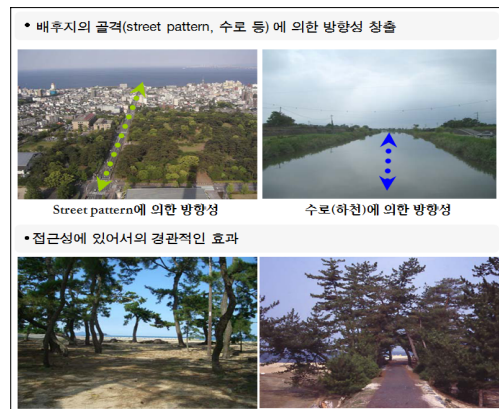 • 배후지의 골격(street pattern, 수로 등) 에 의한 방향성 창출
Street pattern에 의한 방향성
수로(하천)에 의한 방향성
• 접근성에 있어서의 경관적인 효과